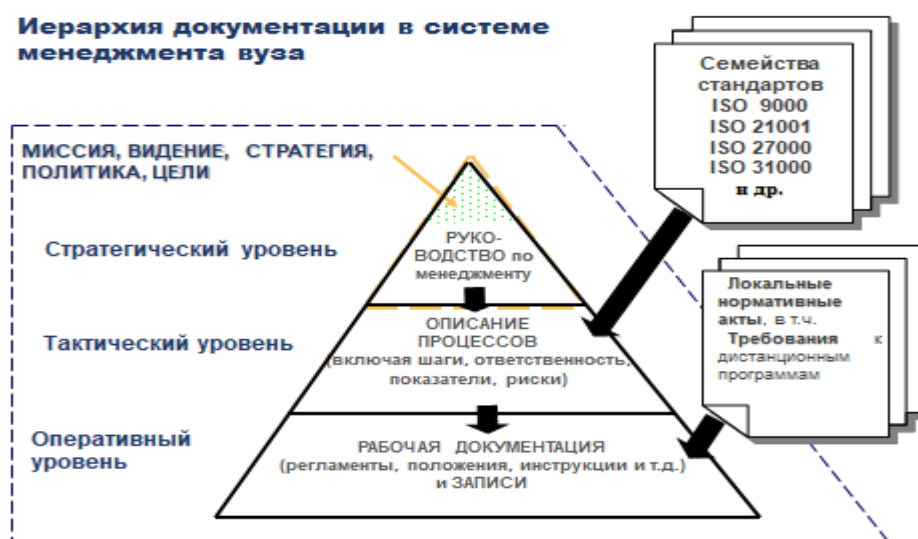 Иерархия документации в системе
менеджмента вуза
Семейства
стандартов
ISO 9000
ISO 21001
ISO 27000
ISO 31000
и др.
МИССИЯ, ВИДЕНИЕ, СТРАТЕГИЯ,
ПОЛИТИКА, ЦЕЛИ
Стратегический уровень
РУКО-
ВОДСТВО по
менеджменту
Локальные
нормативные
акты, в т.ч.
Требования к
дистанционным
программам
Тактический уровень
ОПИСАНИЕ
ПРОЦЕССОВ
(включая шаги, ответственность,
показатели, риски)
Оперативный
уровень
РАБОЧАЯ ДОКУМЕНТАЦИЯ
(регламенты, положения, инструкции и т.д.)
и ЗАПИСИ